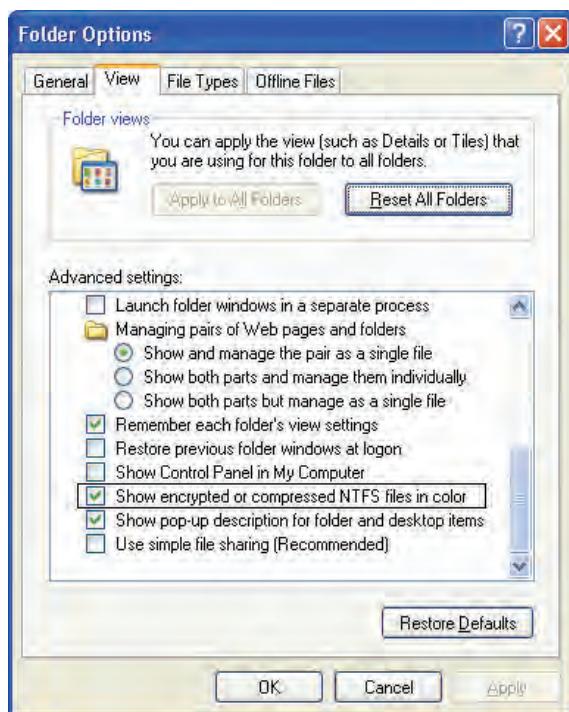 Folder Options
General View File Types Offline Files
Folder views
You can apply the view (such as Details or Tiles) that
you are using for this folder to all folders.
Apply to All Folders Reset All Folders
Advanced settings:
Launch folder windows in a separate process
Managing pairs of Web pages and folders
Show and manage the pair as a single file
Show both parts and manage them individually
Show both parts but manage as a single file
Remember each folder's view settings
Restore previous folder windows at logon
Show Control Panel in My Computer
Show encrypted or compressed NTFS files in color
Show pop-up description for folder and desktop items
Use simple file sharing (Recommended)
Restore Defaults
OK Cancel Apply